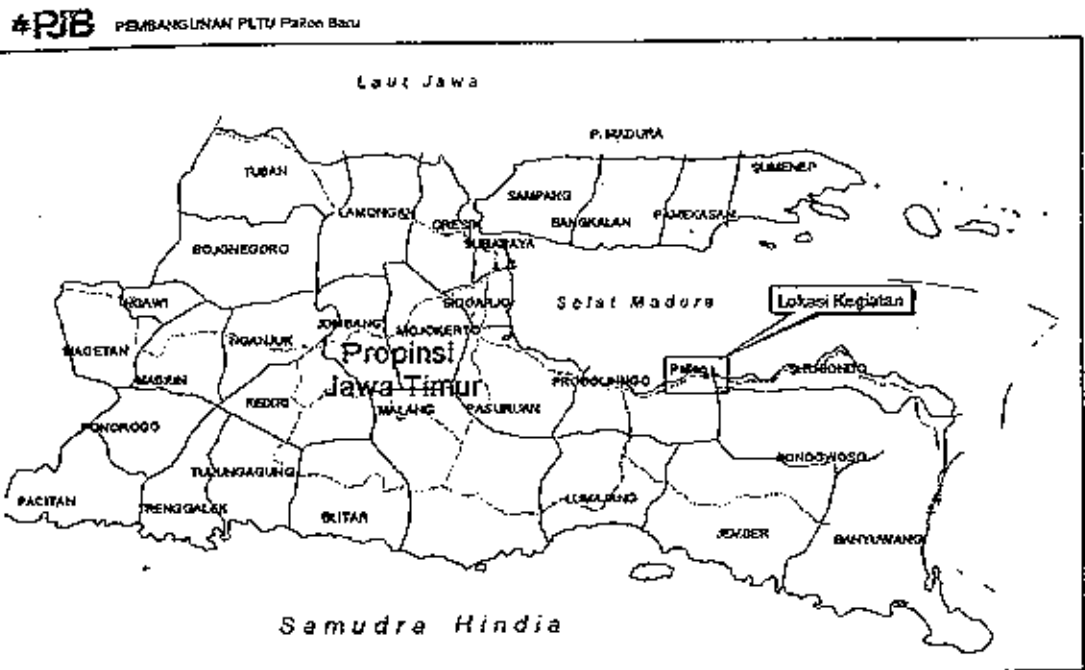 PJB PEMBANGUNAN PLTU Paiton Baru
Laut Jawa
P. MADURA
TUBAN
SUMENEP
SAMPANG
LAMONGAN
BANGKALAN
PAMEKASAN
GRESIK
SURABAYA
BOJONEGORO
NGAWI
SIDOARJO
Selat Madura
Lokasi Kegiatan
JOMBANG
MOJOKERTO
NGANJUK
MAGETAN
Propinsi
Jawa Timur
MADIUN
PROBOLINGGO
Paiton
SITUBONDO
KEDIRI
MALANG
PASURUAN
PONOROGO
TULUNGAGUNG
BONDOWOSO
PACITAN
TRENGGALEK
BLITAR
LUMAJANG
JEMBER
BANYUWANGI
Samudra Hindia